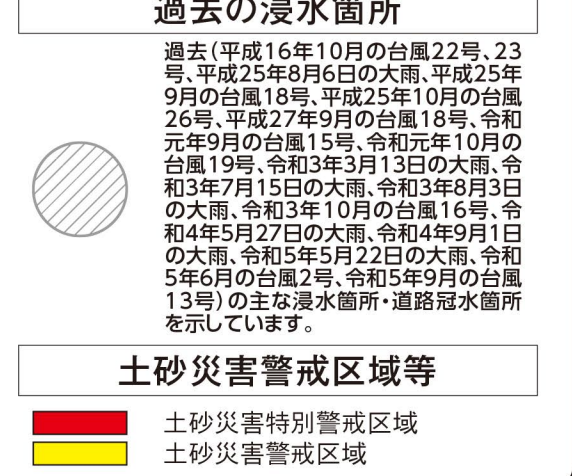 過去の浸水箇所
過去(平成16年10月の台風22号、23
号、平成25年8月6日の大雨、平成25年
9月の台風18号、平成25年10月の台風
26号、平成27年9月の台風18号、令和
元年9月の台風15号、令和元年10月の
台風19号、令和3年3月13日の大雨、令
和3年7月15日の大雨、令和3年8月3日
の大雨、令和3年10月の台風16号、令
和4年5月27日の大雨、令和4年9月1日
の大雨、令和5年5月22日の大雨、令和
5年6月の台風2号、令和5年9月の台風
13号)の主な浸水箇所・道路冠水箇所
を示しています。
土砂災害警戒区域等
土砂災害特別警戒区域
土砂災害警戒区域